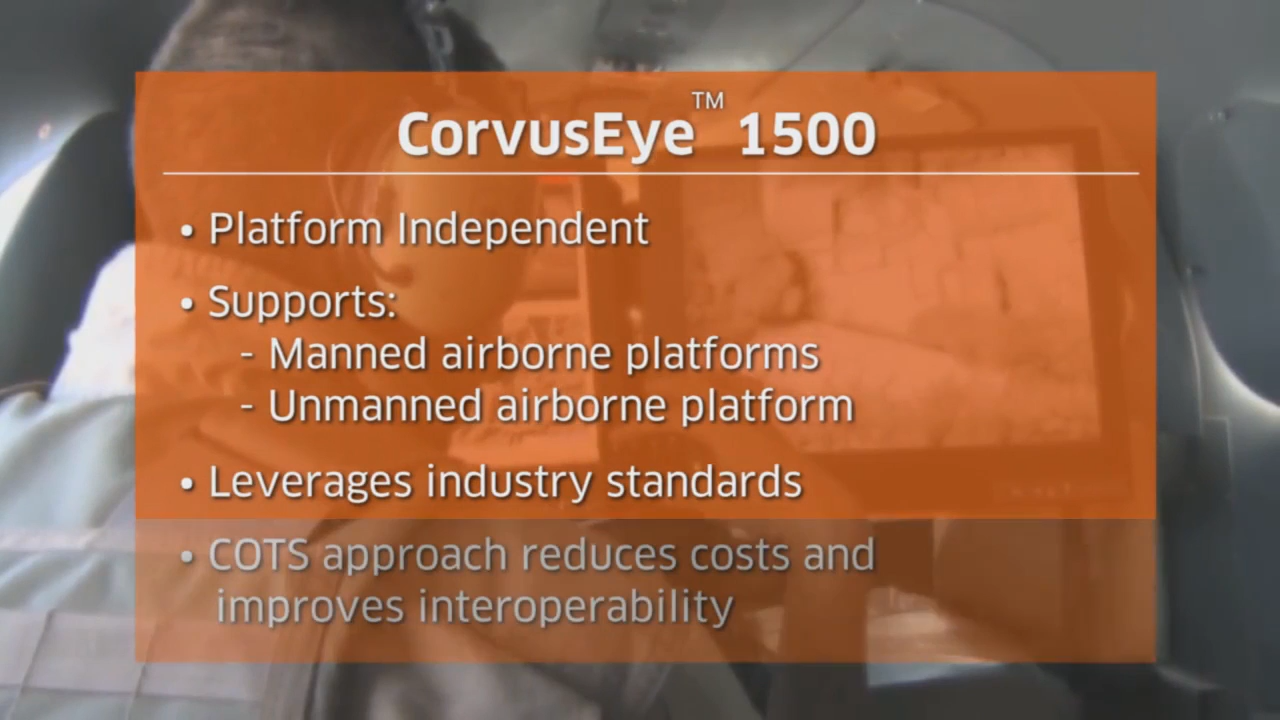 CorvusEye™ 1500
• Platform Independent
• Supports:
- Manned airborne platforms
- Unmanned airborne platform
• Leverages industry standards
• COTS approach reduces costs and
improves interoperability